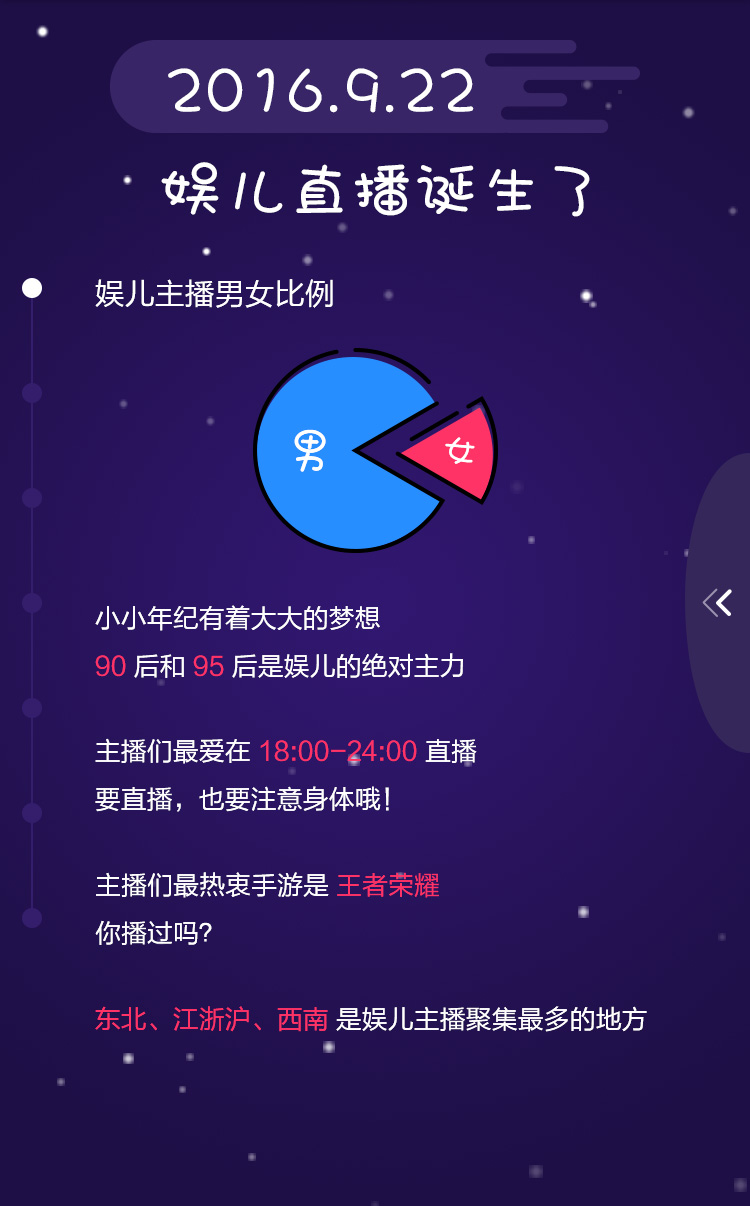 2016.9.22
娱儿直播诞生了
娱儿主播男女比例
男
女
小小年纪有着大大的梦想
90 后和 95 后是娱儿的绝对主力
主播们最爱在 18:00-24:00 直播
要直播，也要注意身体哦！
主播们最热衷手游是 王者荣耀
你播过吗?
东北、江浙沪、西南 是娱儿主播聚集最多的地方